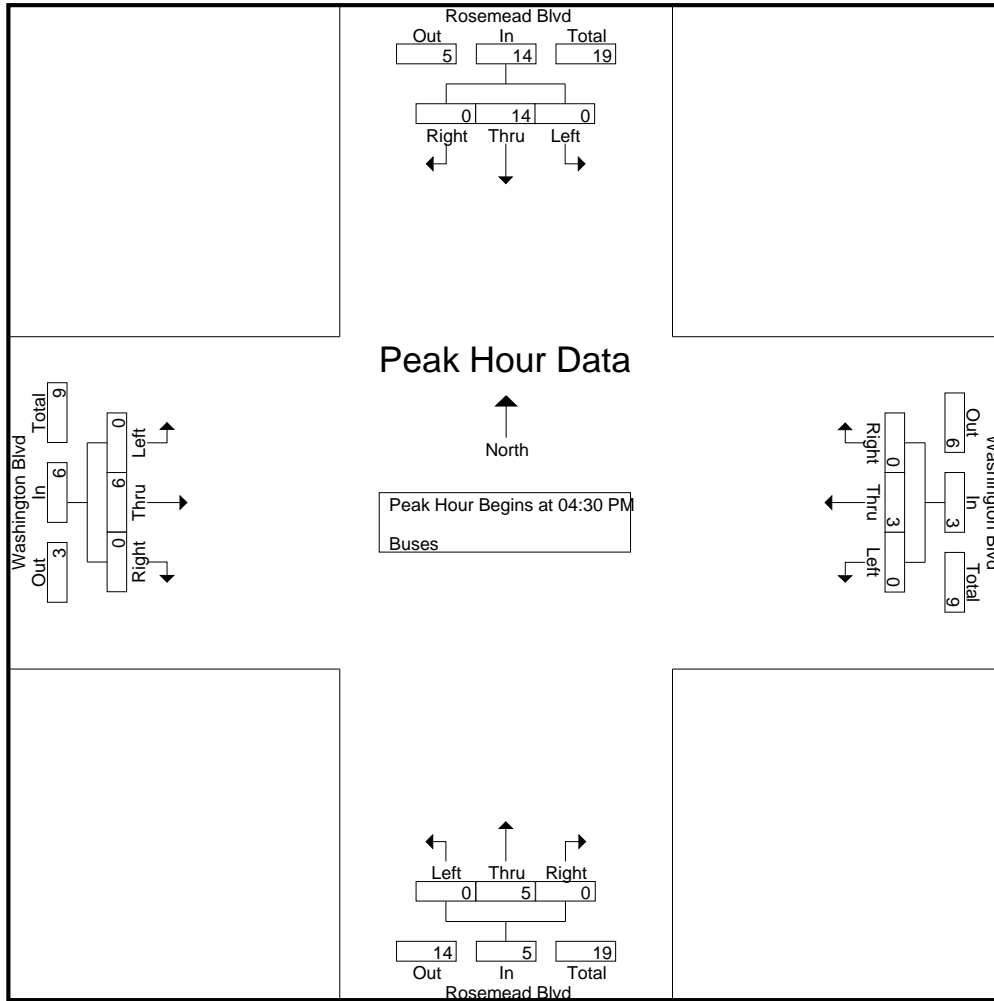 Rosemead Blvd
Out In Total
5 14 19
0 14 0
Right Thru Left
Peak Hour Data
North
Peak Hour Begins at 04:30 PM
Buses
Washington Blvd
Out In Total
3 6 9
Right Thru Left
0 6 0
Washington Blvd
Out In Total
6 3 9
Right Thru Left
0 3 0
Left Thru Right
0 5 0
14 5 19
Out In Total
Rosemead Blvd